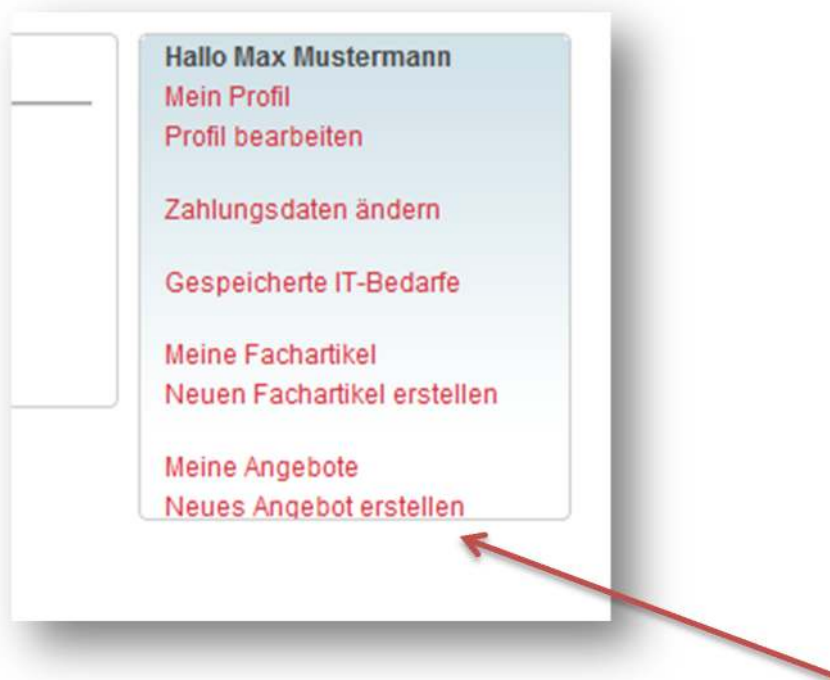 Hallo Max Mustermann
Mein Profil
Profil bearbeiten
Zahlungsdaten ändern
Gespeicherte IT-Bedarfe
Meine Fachartikel
Neuen Fachartikel erstellen
Meine Angebote
Neues Angebot erstellen